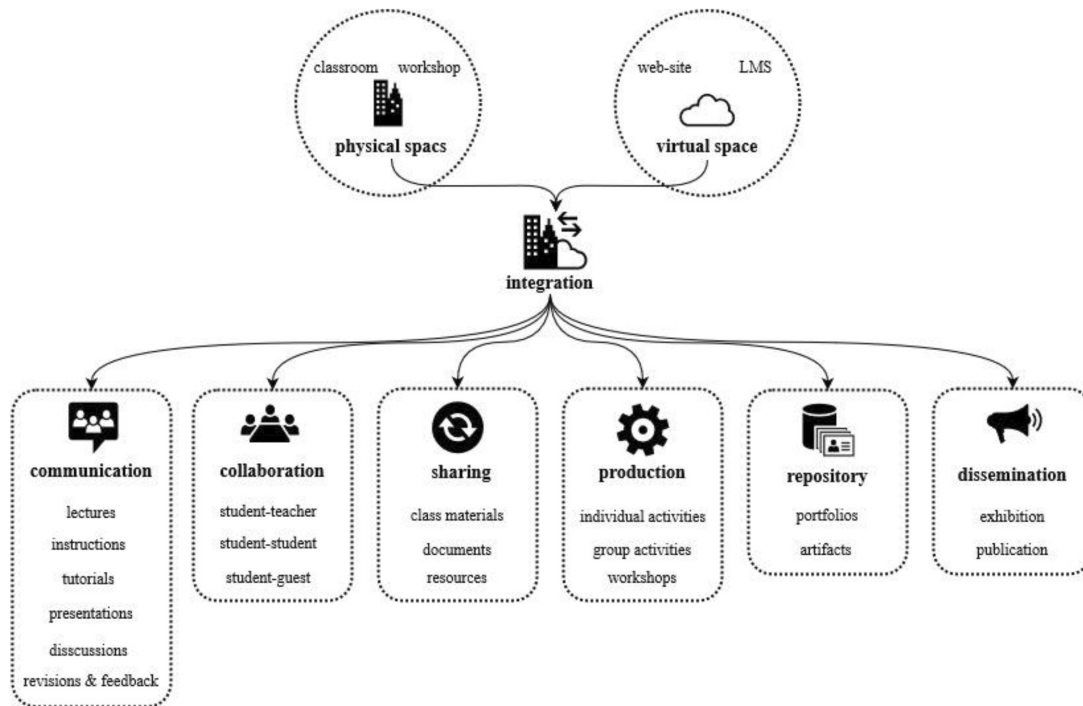 classroom workshop
physical spacs
web-site LMS
virtual space
integration
communication
lectures
instructions
tutorials
presentations
disscussions
revisions & feedback
collaboration
student-teacher
student-student
student-guest
sharing
class materials
documents
resources
production
individual activities
group activities
workshops
repository
portfolios
artifacts
dissemination
exhibition
publication